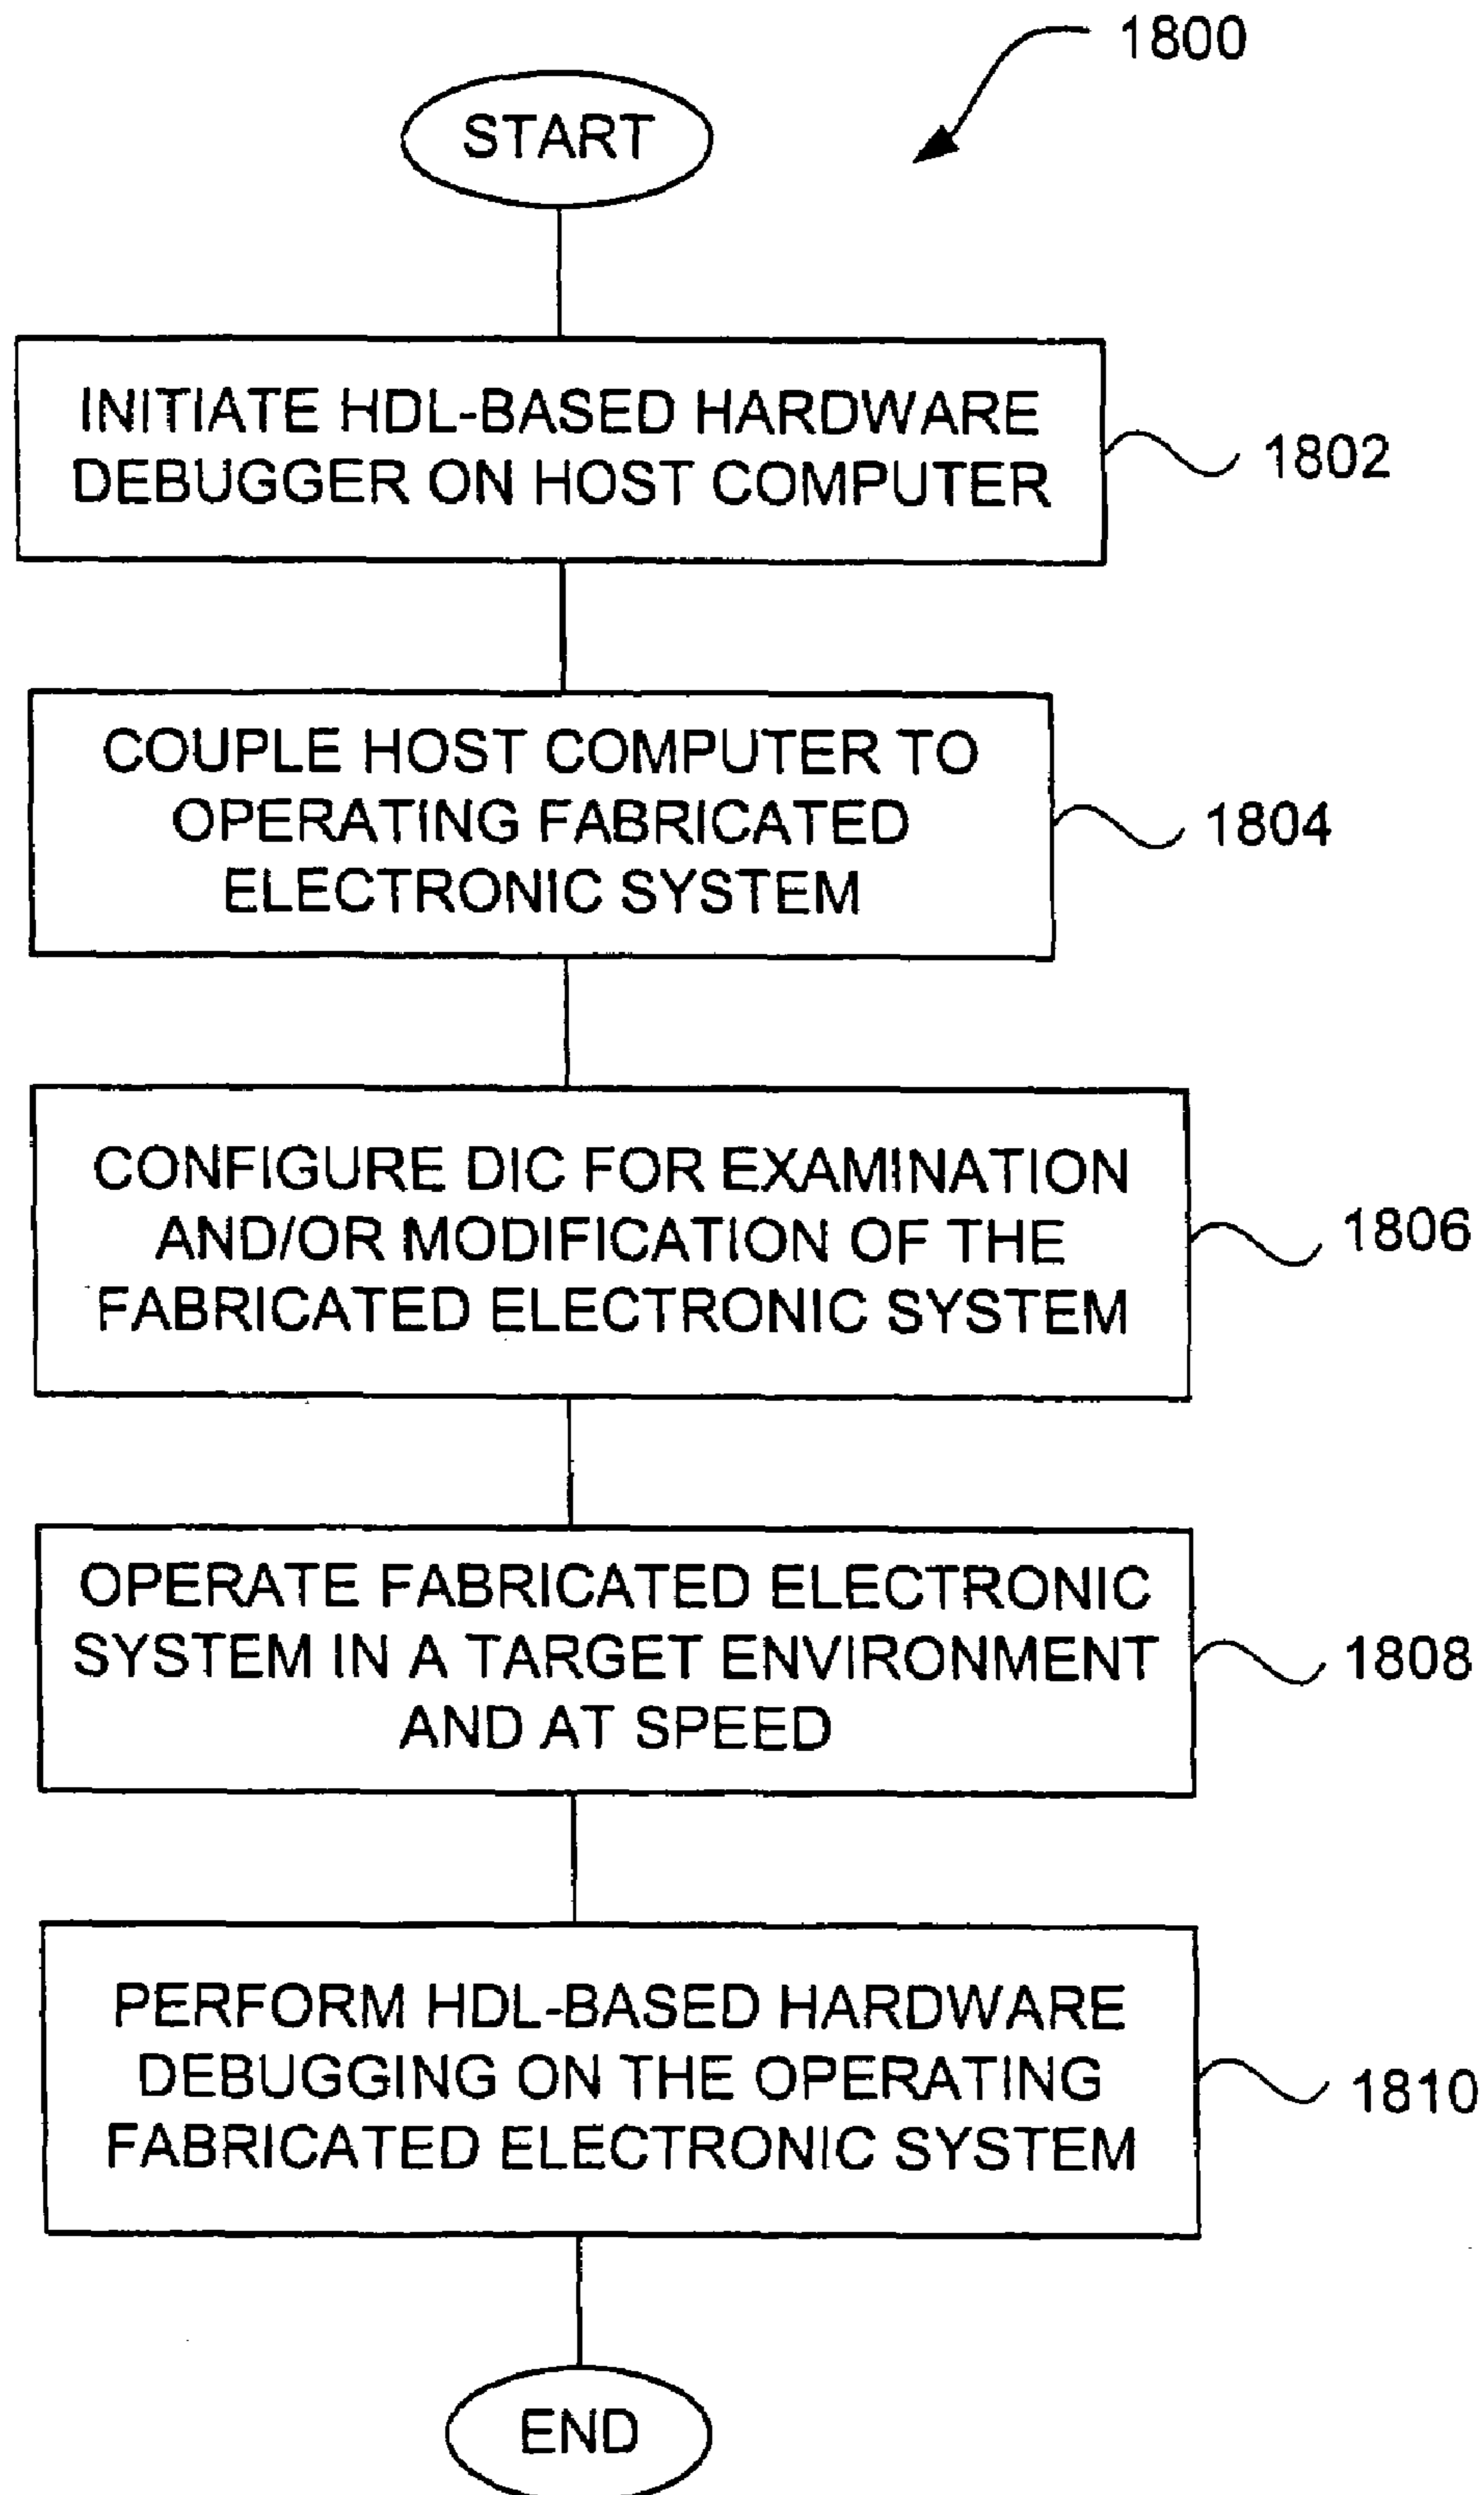 1800
START
INITIATE HDL-BASED HARDWARE
DEBUGGER ON HOST COMPUTER
1802
COUPLE HOST COMPUTER TO
OPERATING FABRICATED
ELECTRONIC SYSTEM
1804
CONFIGURE DIC FOR EXAMINATION
AND/OR MODIFICATION OF THE
FABRICATED ELECTRONIC SYSTEM
1806
OPERATE FABRICATED ELECTRONIC
SYSTEM IN A TARGET ENVIRONMENT
AND AT SPEED
1808
PERFORM HDL-BASED HARDWARE
DEBUGGING ON THE OPERATING
FABRICATED ELECTRONIC SYSTEM
1810
END